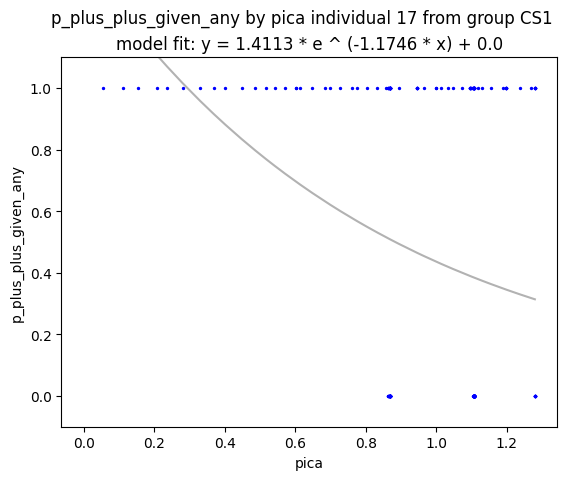 p_plus_plus_given_any by pica individual 17 from group CS1
model fit: y = 1.4113 * e ^ (-1.1746 * x) + 0.0
1.0
0.8
0.6
0.4
0.2
0.0
p_plus_plus_given_any
0.0 0.2 0.4 0.6 0.8 1.0 1.2
pica